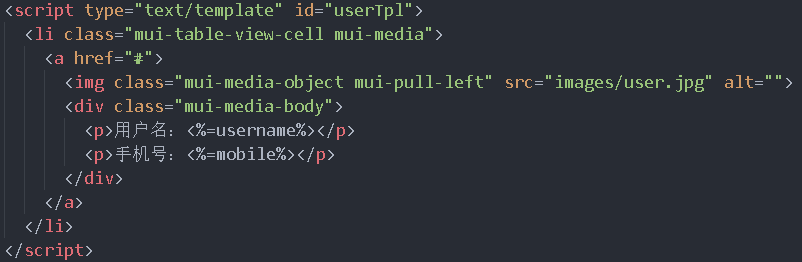 <script type="text/template" id="userTpl">
<li class="mui-table-view-cell mui-media">
<a href="#">
<img class="mui-media-object mui-pull-left" src="images/user.jpg" alt="">
<div class="mui-media-body">
<p>用户名：<%=username%></p>
<p>手机号：<%=mobile%></p>
</div>
</a>
</li>
</script>